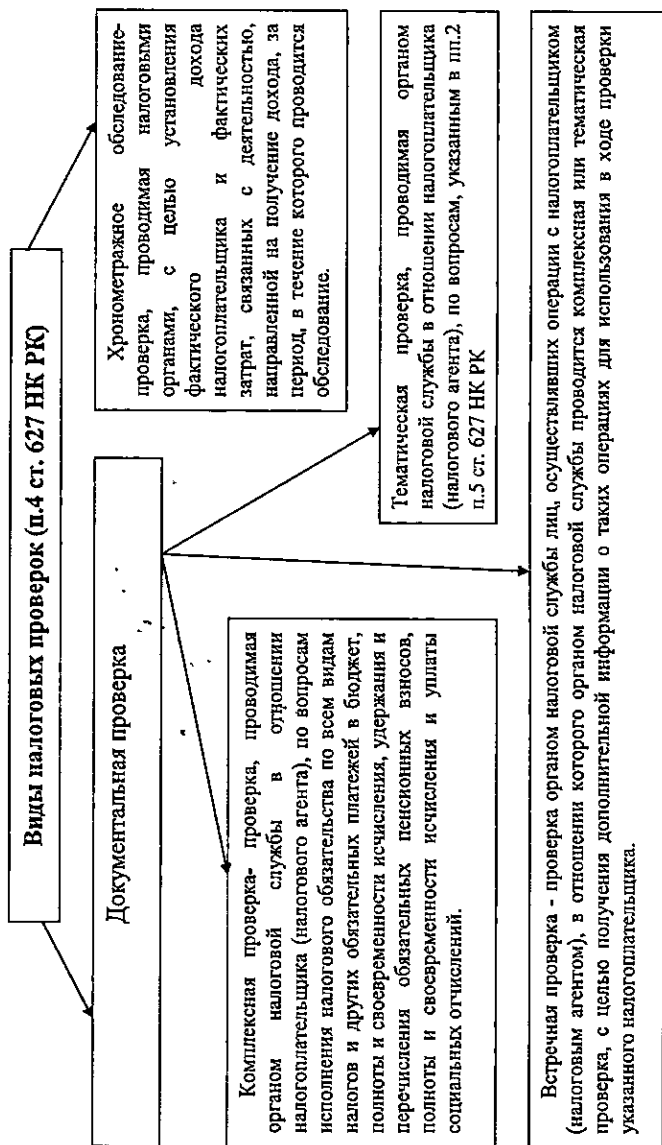 Виды налоговых проверок (п.4 ст. 627 НК РК)
Документальная проверка
Хронометражное обследование-
проверка, проводимая налоговыми
органами, с целью установления
фактического дохода
налогоплательщика и фактических
затрат, связанных с деятельностью,
направленной на получение дохода, за
период, в течение которого проводится
обследование.
Комплексная проверка- проверка, проводимая
органом налоговой службы в отношении
налогоплательщика (налогового агента), по вопросам
исполнения налогового обязательства по всем видам
налогов и других обязательных платежей в бюджет,
полноты и своевременности исчисления, удержания и
перечисления обязательных пенсионных взносов,
полноты и своевременности исчисления и уплаты
социальных отчислений.
Тематическая проверка, проводимая органом
налоговой службы в отношении налогоплательщика
(налогового агента), по вопросам, указанным в пп.2
п.5 ст. 627 НК РК
Встречная проверка - проверка органом налоговой службы лиц, осуществлявших операции с налогоплательщиком
(налоговым агентом), в отношении которого органом налоговой службы проводится комплексная или тематическая
проверка, с целью получения дополнительной информации о таких операциях для использования в ходе проверки
указанного налогоплательщика.